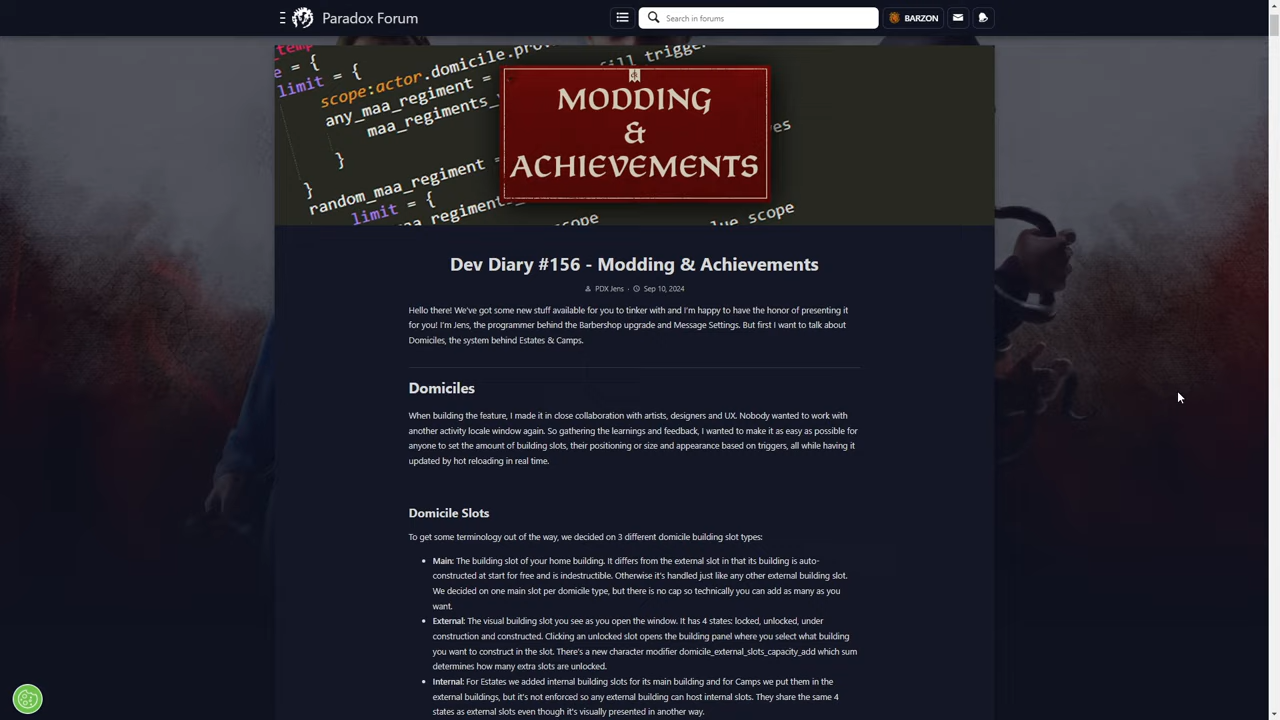 Paradox Forum
Search in forums
BARZON
_temp
limit = {
scope:actor.domicile.pro
fill_trigge
any_maa_regiment =
maa_regiments_
}
}
random_maa_regiment =
limit = {
maa_regiments_
scope
lue scope
MODDING
&
ACHIEVEMENTS
Dev Diary #156 - Modding & Achievements
PDX Jens · Sep 10, 2024
Hello there! We've got some new stuff available for you to tinker with and I'm happy to have the honor of presenting it
for you! I'm Jens, the programmer behind the Barbershop upgrade and Message Settings. But first I want to talk about
Domiciles, the system behind Estates & Camps.
Domiciles
When building the feature, I made it in close collaboration with artists, designers and UX. Nobody wanted to work with
another activity locale window again. So gathering the learnings and feedback, I wanted to make it as easy as possible for
anyone to set the amount of building slots, their positioning or size and appearance based on triggers, all while having it
updated by hot reloading in real time.
Domicile Slots
To get some terminology out of the way, we decided on 3 different domicile building slot types:
• Main: The building slot of your home building. It differs from the external slot in that its building is auto-
constructed at start for free and is indestructible. Otherwise it's handled just like any other external building slot.
We decided on one main slot per domicile type, but there is no cap so technically you can add as many as you
want.
• External: The visual building slot you see as you open the window. It has 4 states: locked, unlocked, under
construction and constructed. Clicking an unlocked slot opens the building panel where you select what building
you want to construct in the slot. There's a new character modifier domicile_external_slots_capacity_add which sum
determines how many extra slots are unlocked.
• Internal: For Estates we added internal building slots for its main building and for Camps we put them in the
external buildings, but it's not enforced so any external building can host internal slots. They share the same 4
states as external slots even though it's visually presented in another way.